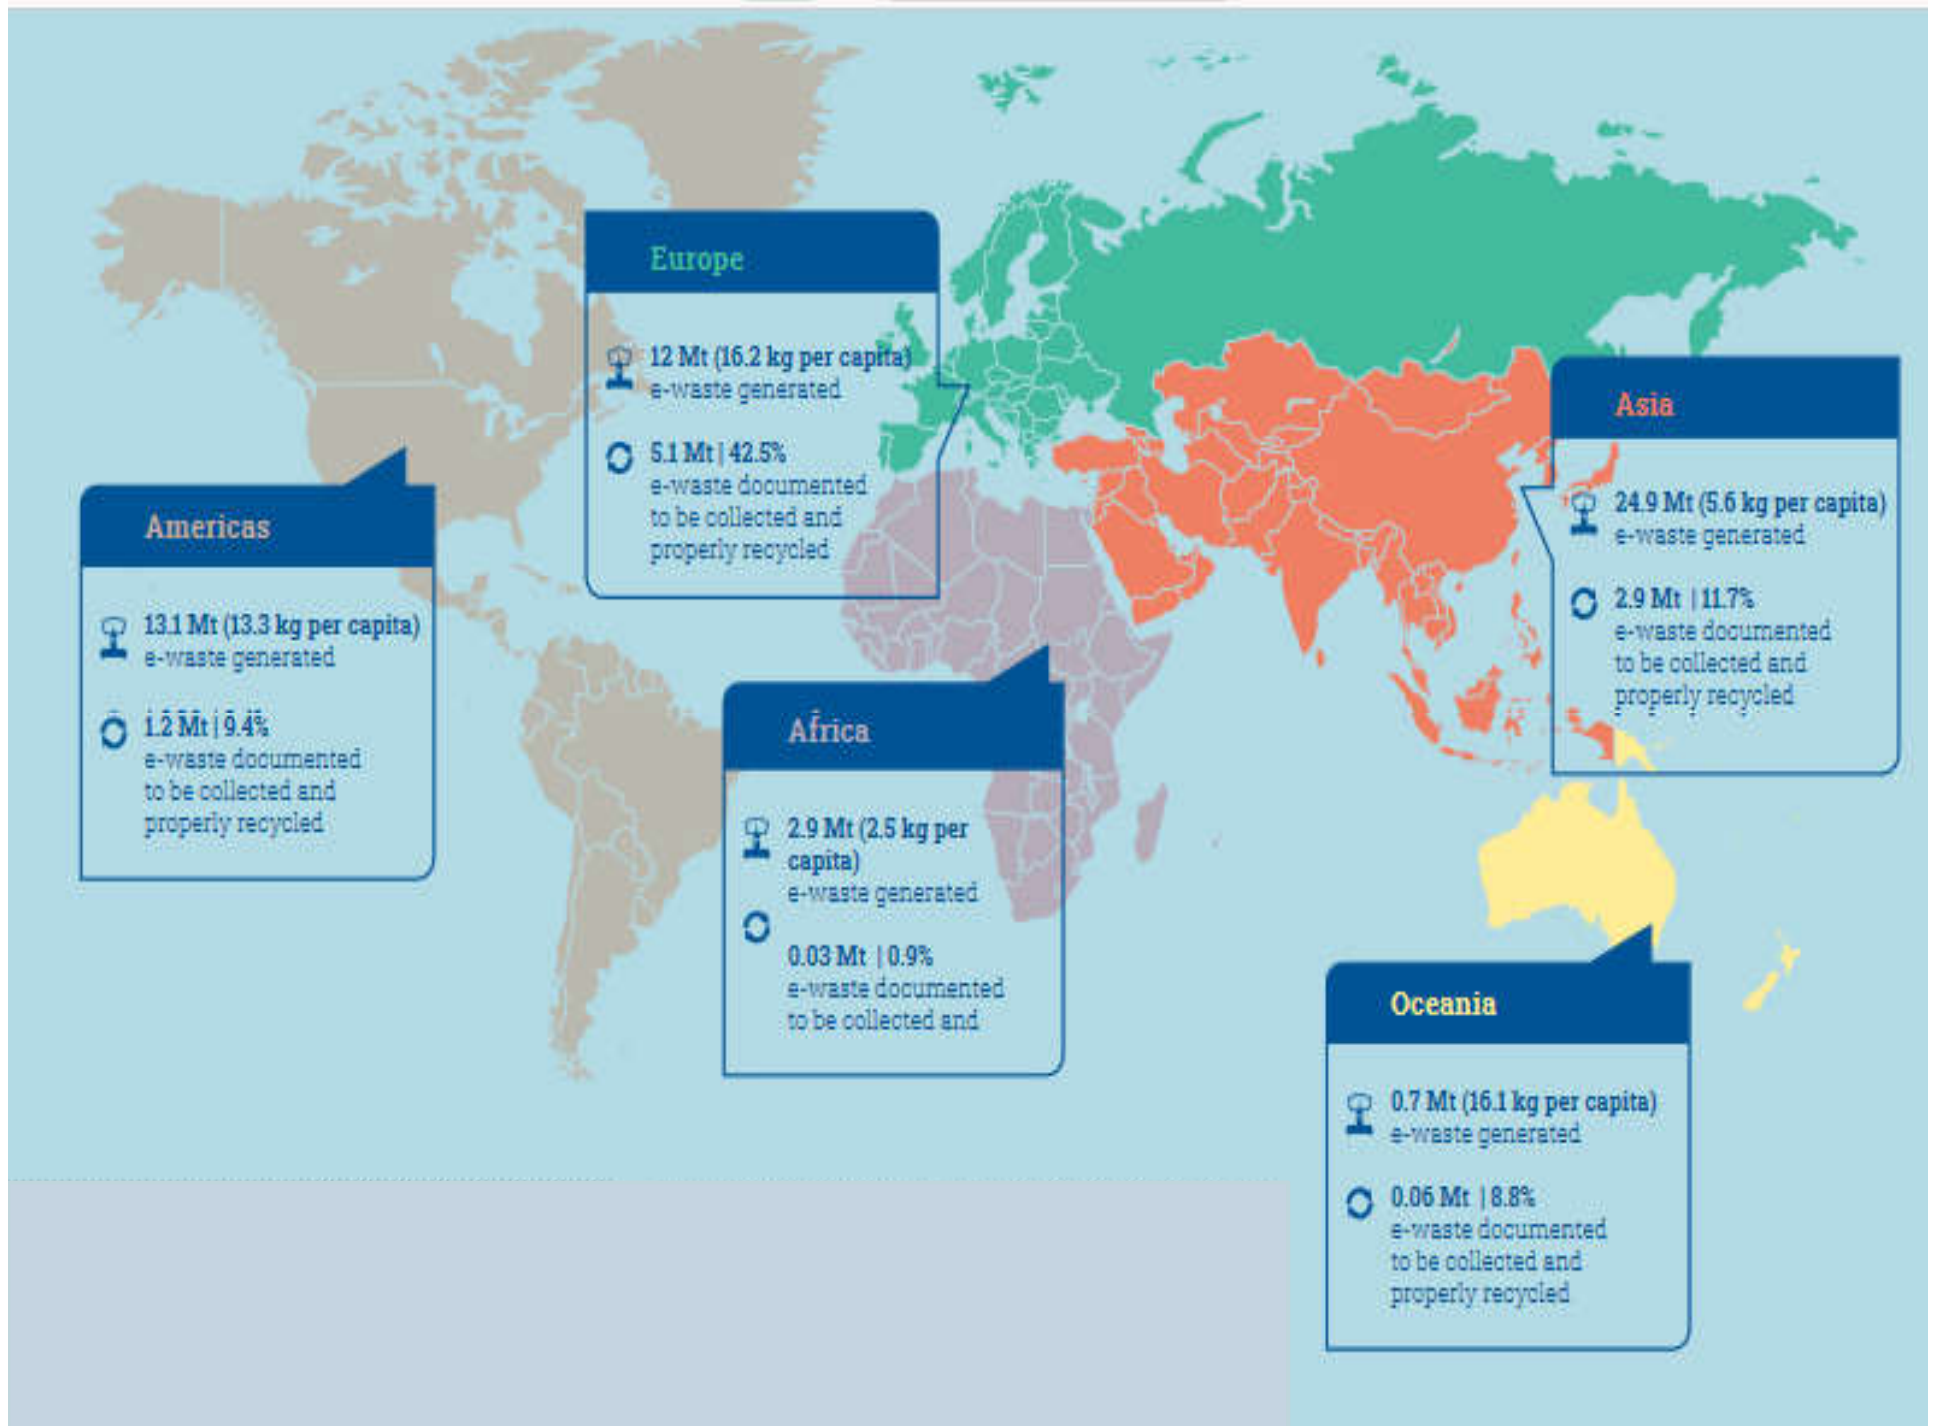 Europe
12 Mt (16.2 kg per capita)
e-waste generated
5.1 Mt | 42.5%
e-waste documented
to be collected and
properly recycled
Asia
24.9 Mt (5.6 kg per capita)
e-waste generated
2.9 Mt | 11.7%
e-waste documented
to be collected and
properly recycled
Americas
13.1 Mt (13.3 kg per capita)
e-waste generated
1.2 Mt | 9.4%
e-waste documented
to be collected and
properly recycled
Africa
2.9 Mt (2.5 kg per
capita)
e-waste generated
0.03 Mt | 0.9%
e-waste documented
to be collected and
Oceania
0.7 Mt (16.1 kg per capita)
e-waste generated
0.06 Mt | 8.8%
e-waste documented
to be collected and
properly recycled